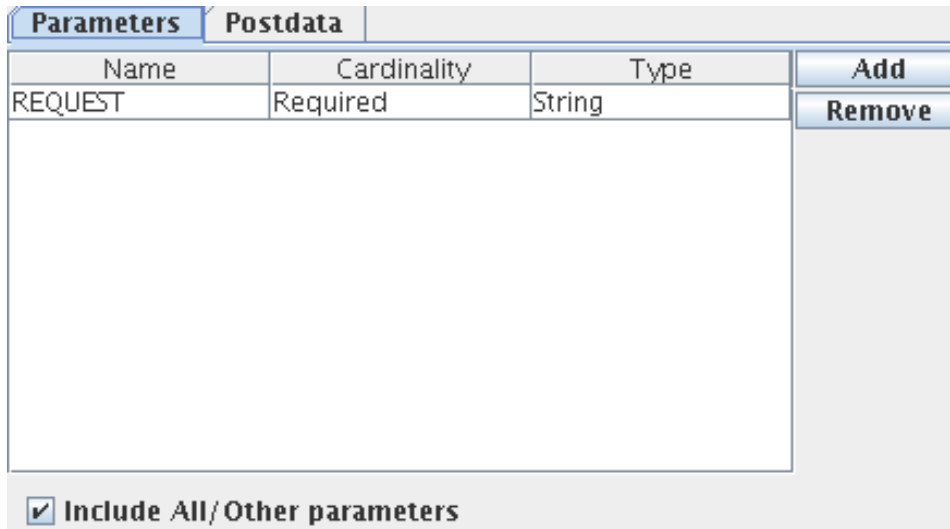 Parameters Postdata
Name Cardinality Type Add
REQUEST Required String Remove
Include All/Other parameters